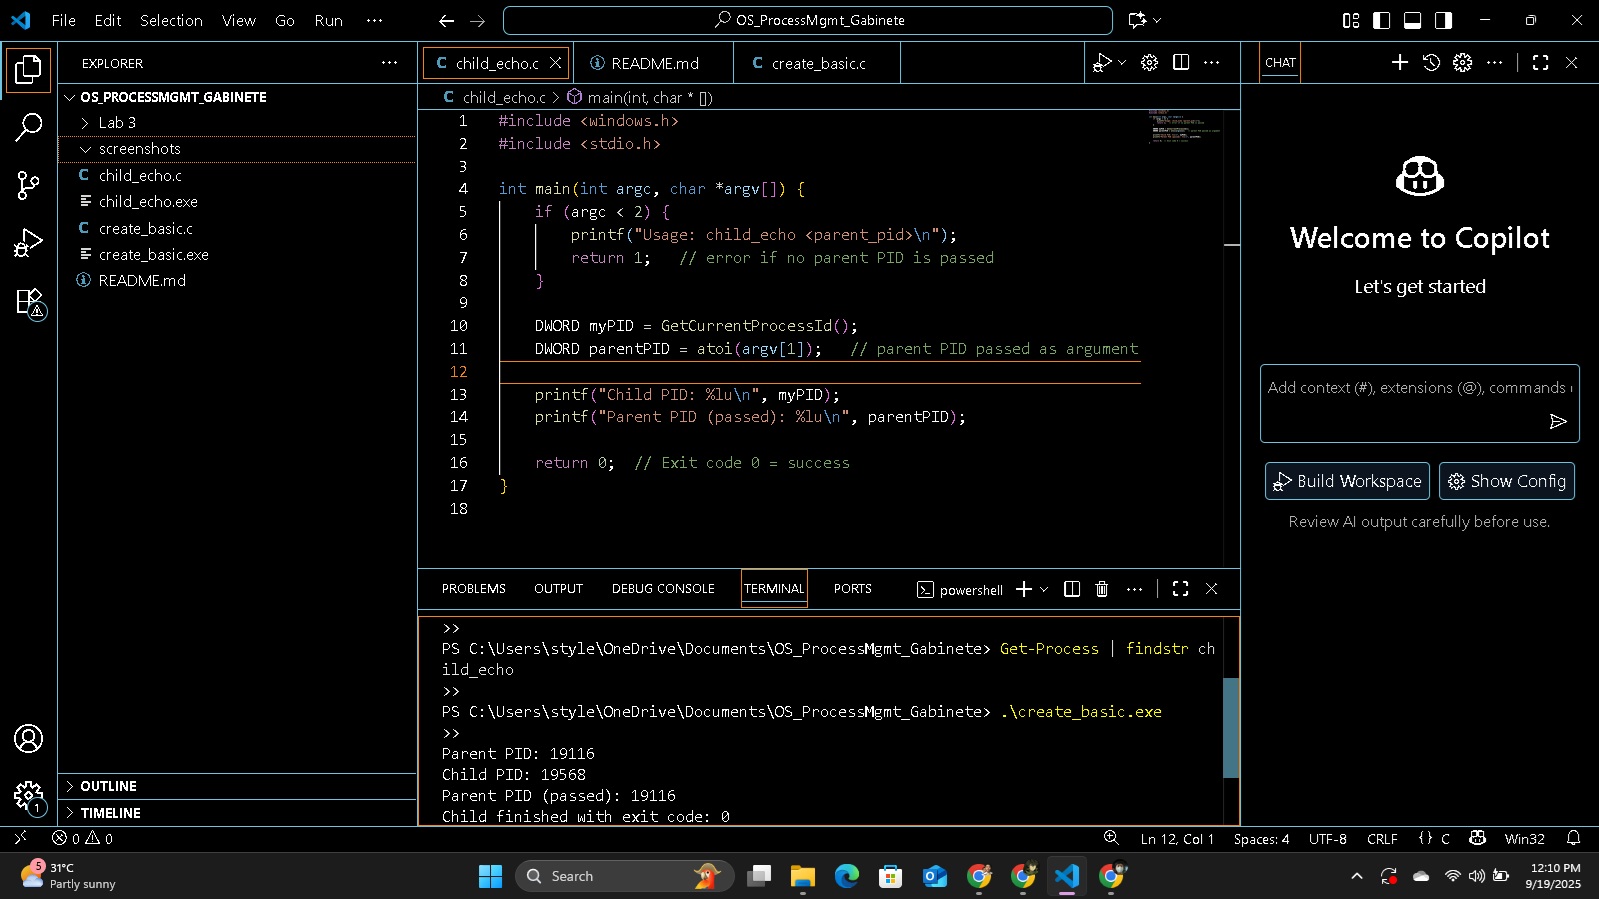 File Edit Selection View Go Run ···
OS_ProcessMgmt_Gabinete
EXPLORER
OS_PROCESSMGMT_GABINETE
Lab 3
screenshots
C child_echo.c
child_echo.exe
C create_basic.c
create_basic.exe
README.md
OUTLINE
TIMELINE
1
C child_echo.c
README.md
C create_basic.c
C child_echo.c > main(int, char * [])
1 #include <windows.h>
2 #include <stdio.h>
3
4 int main(int argc, char *argv[]) {
5 if (argc < 2) {
6 printf("Usage: child_echo <parent_pid>\n");
7 return 1; // error if no parent PID is passed
8 }
9
10 DWORD myPID = GetCurrentProcessId();
11 DWORD parentPID = atoi(argv[1]); // parent PID passed as argument
12
13 printf("Child PID: %lu\n", myPID);
14 printf("Parent PID (passed): %lu\n", parentPID);
15
16 return 0; // Exit code 0 = success
17 }
18
PROBLEMS OUTPUT DEBUG CONSOLE TERMINAL PORTS
powershell
>>
PS C:\Users\style\OneDrive\Documents\OS_ProcessMgmt_Gabinete> Get-Process | findstr ch
ild_echo
>>
PS C:\Users\style\OneDrive\Documents\OS_ProcessMgmt_Gabinete> .\create_basic.exe
>>
Parent PID: 19116
Child PID: 19568
Parent PID (passed): 19116
Child finished with exit code: 0
CHAT
Welcome to Copilot
Let's get started
Add context (#), extensions (@), commands
Build Workspace
Show Config
Review AI output carefully before use.
0 0
Ln 12, Col 1 Spaces: 4 UTF-8 CRLF {} C Win32
5
31°C
Partly sunny
Search
12:10 PM
9/19/2025